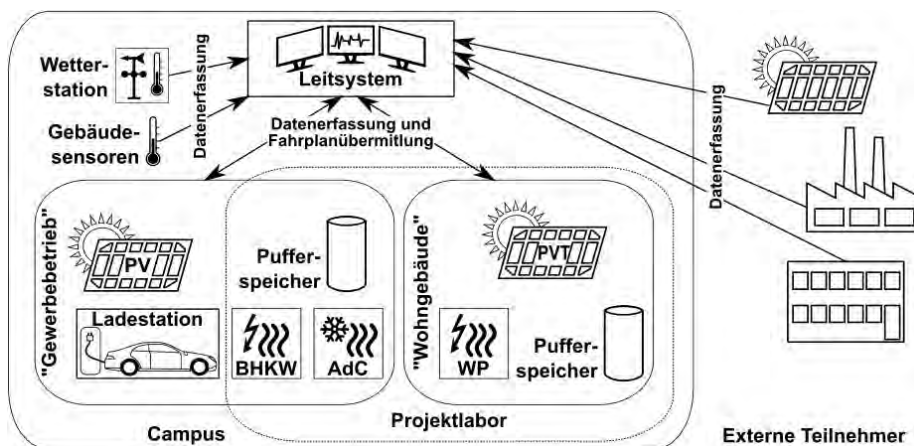 Wetter-
station
Gebäude-
sensoren
Datenerfassung
Leitsystem
Datenerfassung und
Fahrplanübermitlung
Datenerfassung
"Gewerbebetrieb"
PV
Ladestation
Puffer-
speicher
BHKW
AdC
"Wohngebäude"
PVT
WP
Puffer-
speicher
Projektlabor
Campus
Externe Teilnehmer